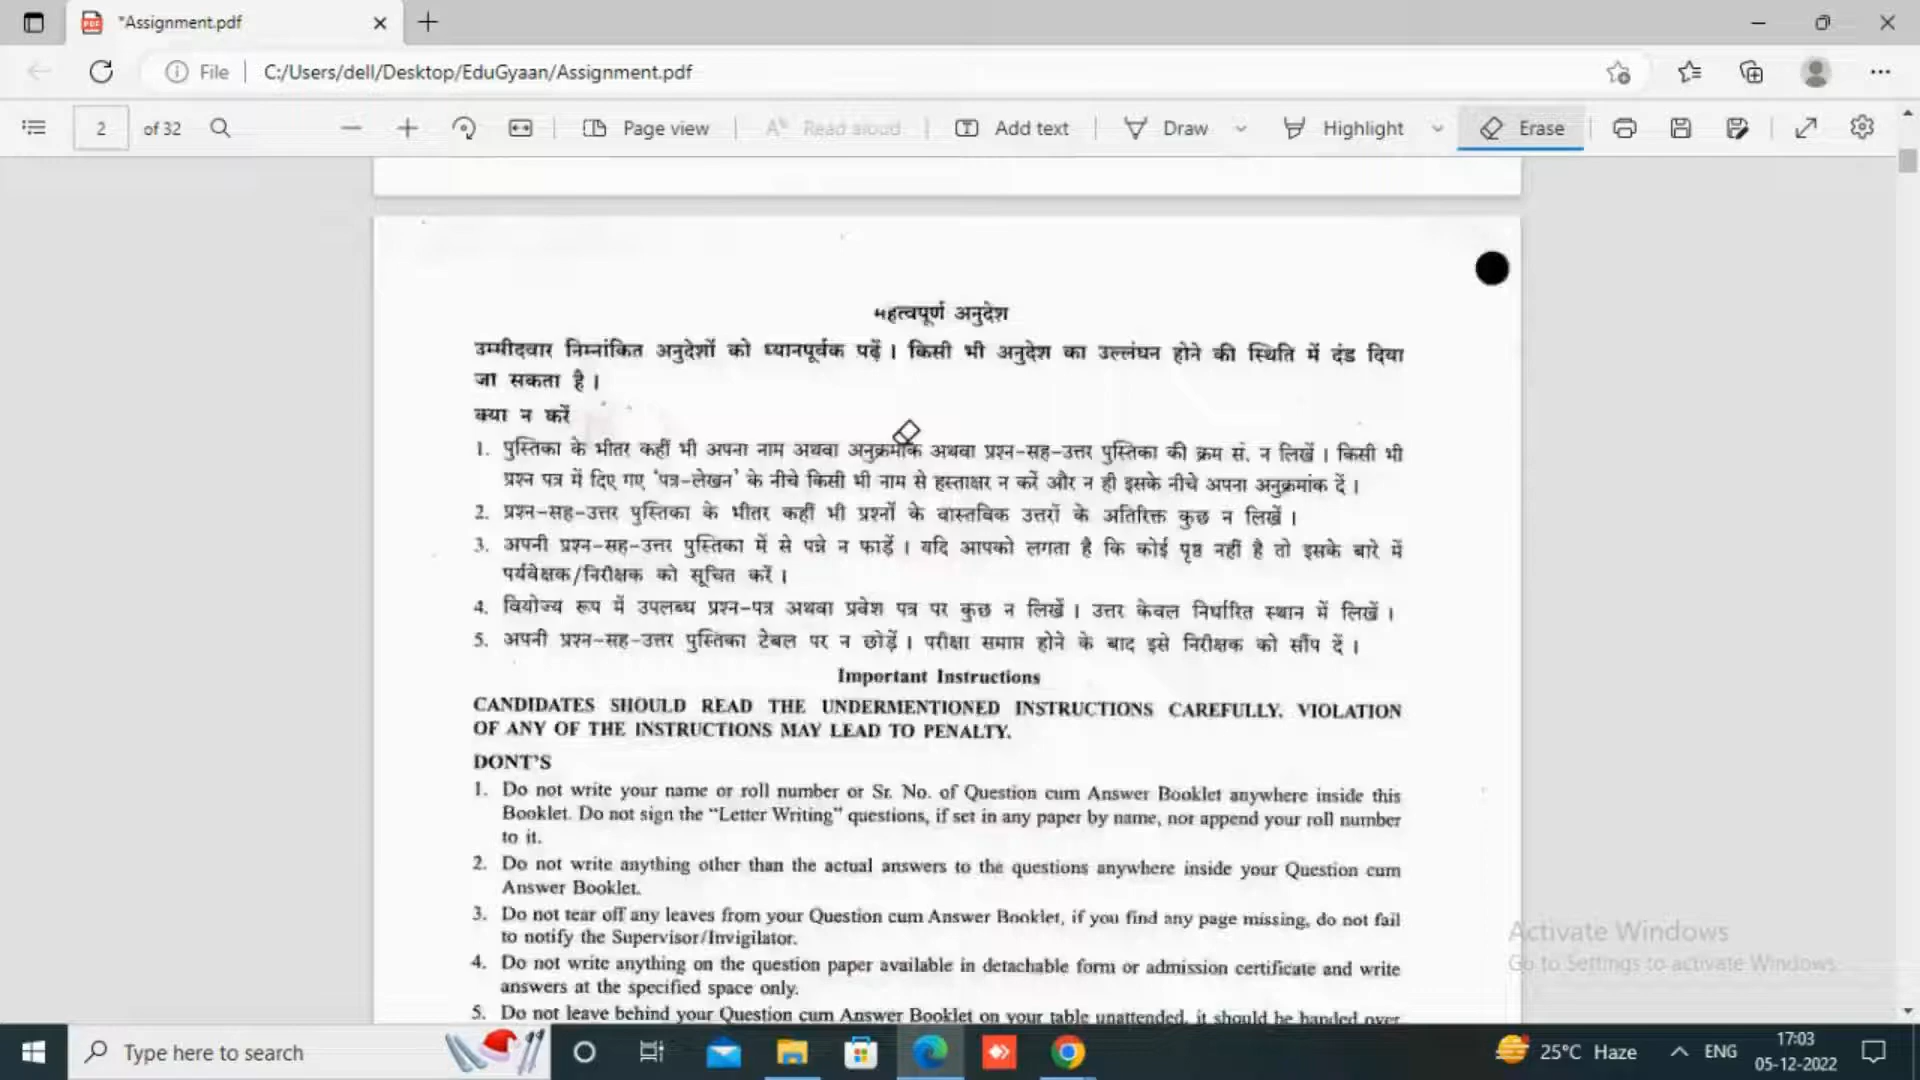 *Assignment.pdf
File
C:/Users/dell/Desktop/EduGyaan/Assignment.pdf
2 of 32
Page view
Read aloud
Add text
Draw
Highlight
Erase
महत्वपूर्ण अनुदेश
उम्मीदवार निम्नांकित अनुदेशों को ध्यानपूर्वक पढ़ें । किसी भी अनुदेश का उल्लंघन होने की स्थिति में दंड दिया
जा सकता है ।
क्या न करें
1. पुस्तिका के भीतर कहीं भी अपना नाम अथवा अनुक्रमांक अथवा प्रश्न-सह-उत्तर पुस्तिका की क्रम सं. न लिखें । किसी भी
प्रश्न पत्र में दिए गए 'पत्र-लेखन' के नीचे किसी भी नाम से हस्ताक्षर न करें और न ही इसके नीचे अपना अनुक्रमांक दें ।
2. प्रश्न-सह-उत्तर पुस्तिका के भीतर कहीं भी प्रश्नों के वास्तविक उत्तरों के अतिरिक्त कुछ न लिखें ।
3. अपनी प्रश्न-सह-उत्तर पुस्तिका में से पन्ने न फाड़ें । यदि आपको लगता है कि कोई पृष्ठ नहीं है तो इसके बारे में
पर्यवेक्षक/निरीक्षक को सूचित करें ।
4. वियोज्य रूप में उपलब्ध प्रश्न-पत्र अथवा प्रवेश पत्र पर कुछ न लिखें । उत्तर केवल निर्धारित स्थान में लिखें ।
5. अपनी प्रश्न-सह-उत्तर पुस्तिका टेबल पर न छोड़ें । परीक्षा समाप्त होने के बाद इसे निरीक्षक को सौंप दें ।
Important Instructions
CANDIDATES SHOULD READ THE UNDERMENTIONED INSTRUCTIONS CAREFULLY. VIOLATION
OF ANY OF THE INSTRUCTIONS MAY LEAD TO PENALTY.
DONT'S
1. Do not write your name or roll number or Sr. No. of Question cum Answer Booklet anywhere inside this
Booklet. Do not sign the "Letter Writing" questions, if set in any paper by name, nor append your roll number
to it.
2. Do not write anything other than the actual answers to the questions anywhere inside your Question cum
Answer Booklet.
3. Do not tear off any leaves from your Question cum Answer Booklet, if you find any page missing, do not fail
to notify the Supervisor/Invigilator.
4. Do not write anything on the question paper available in detachable form or admission certificate and write
answers at the specified space only.
5. Do not leave behind your Question cum Answer Booklet on your table unattended, it should be handed over
Activate Windows
Go to Settings to activate Windows.
Type here to search
25°C Haze
ENG
17:03
05-12-2022